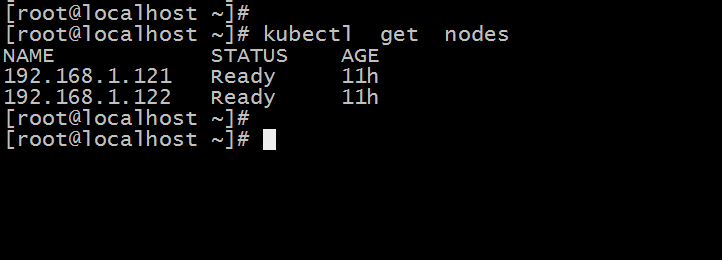 [root@localhost ~]#
[root@localhost ~]# kubectl  get  nodes
NAME            STATUS    AGE
192.168.1.121   Ready     11h
192.168.1.122   Ready     11h
[root@localhost ~]#
[root@localhost ~]#